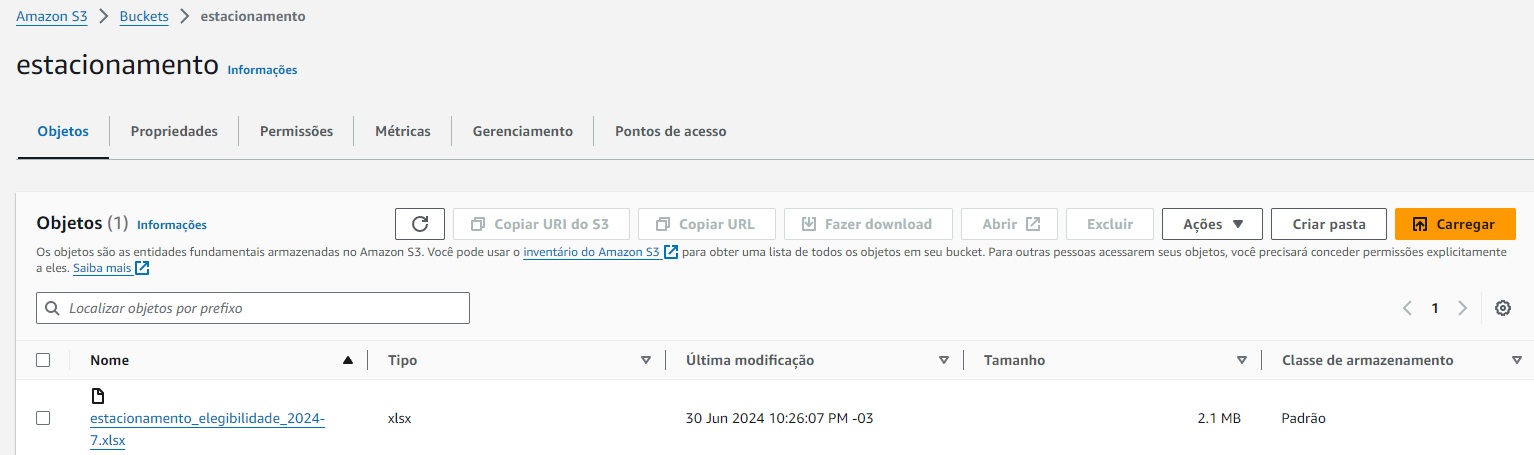 Amazon S3 > Buckets > estacionamento
estacionamento Informações
Objetos Propriedades Permissões Métricas Gerenciamento Pontos de acesso
Objetos (1) Informações Copiar URI do S3 Copiar URL Fazer download Abrir Excluir Ações Criar pasta Carregar
Os objetos são as entidades fundamentais armazenadas no Amazon S3. Você pode usar o inventário do Amazon S3 para obter uma lista de todos os objetos em seu bucket. Para outras pessoas acessarem seus objetos, você precisará conceder permissões explicitamente
a eles. Saiba mais
Localizar objetos por prefixo < 1 >
Nome Tipo Última modificação Tamanho Classe de armazenamento
estacionamento_elegibilidade_2024-
7.xlsx
xlsx 30 Jun 2024 10:26:07 PM -03 2.1 MB Padrão